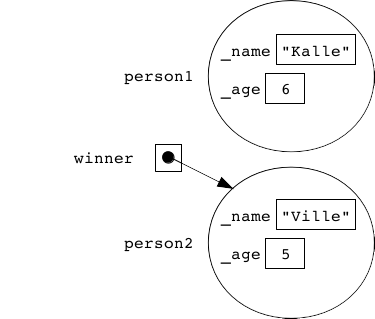 _name "Kalle"
person1
_age 6
winner
_name "Ville"
person2
_age 5